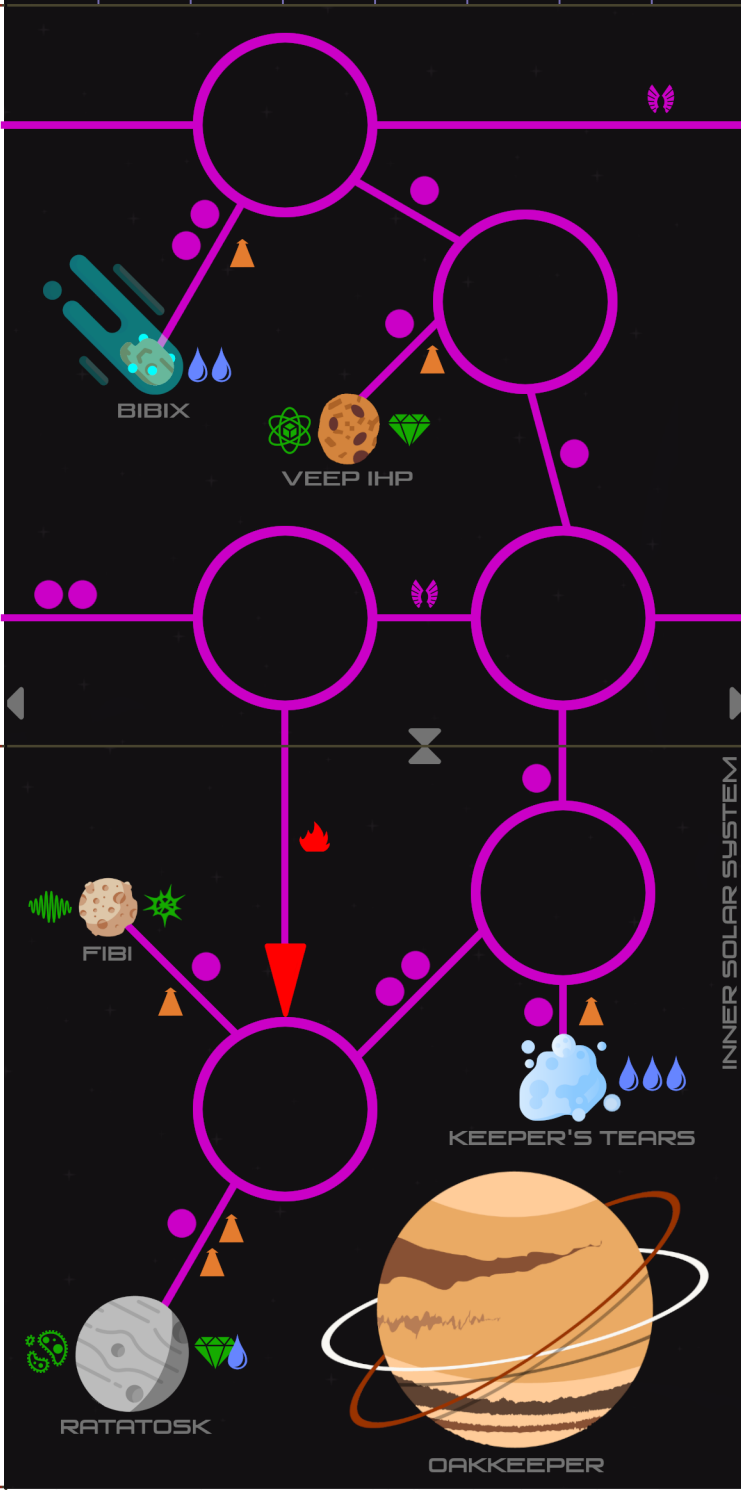 BIBIX
VEEP IHP
INNER SOLAR SYSTEM
FIBI
KEEPER'S TEARS
RATATOSK
OAKKEEPER